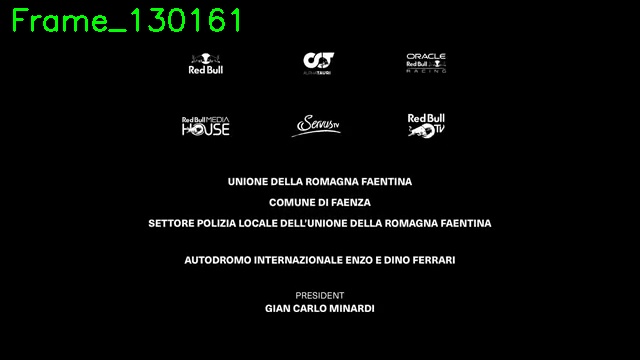 Frame_130161
Red Bull
ALPHATAURI
ORACLE
Red Bull
RACING
Red Bull MEDIA
HOUSE
ServusTV
Red Bull
TV
UNIONE DELLA ROMAGNA FAENTINA
COMUNE DI FAENZA
SETTORE POLIZIA LOCALE DELL'UNIONE DELLA ROMAGNA FAENTINA
AUTODROMO INTERNAZIONALE ENZO E DINO FERRARI
PRESIDENT
GIAN CARLO MINARDI